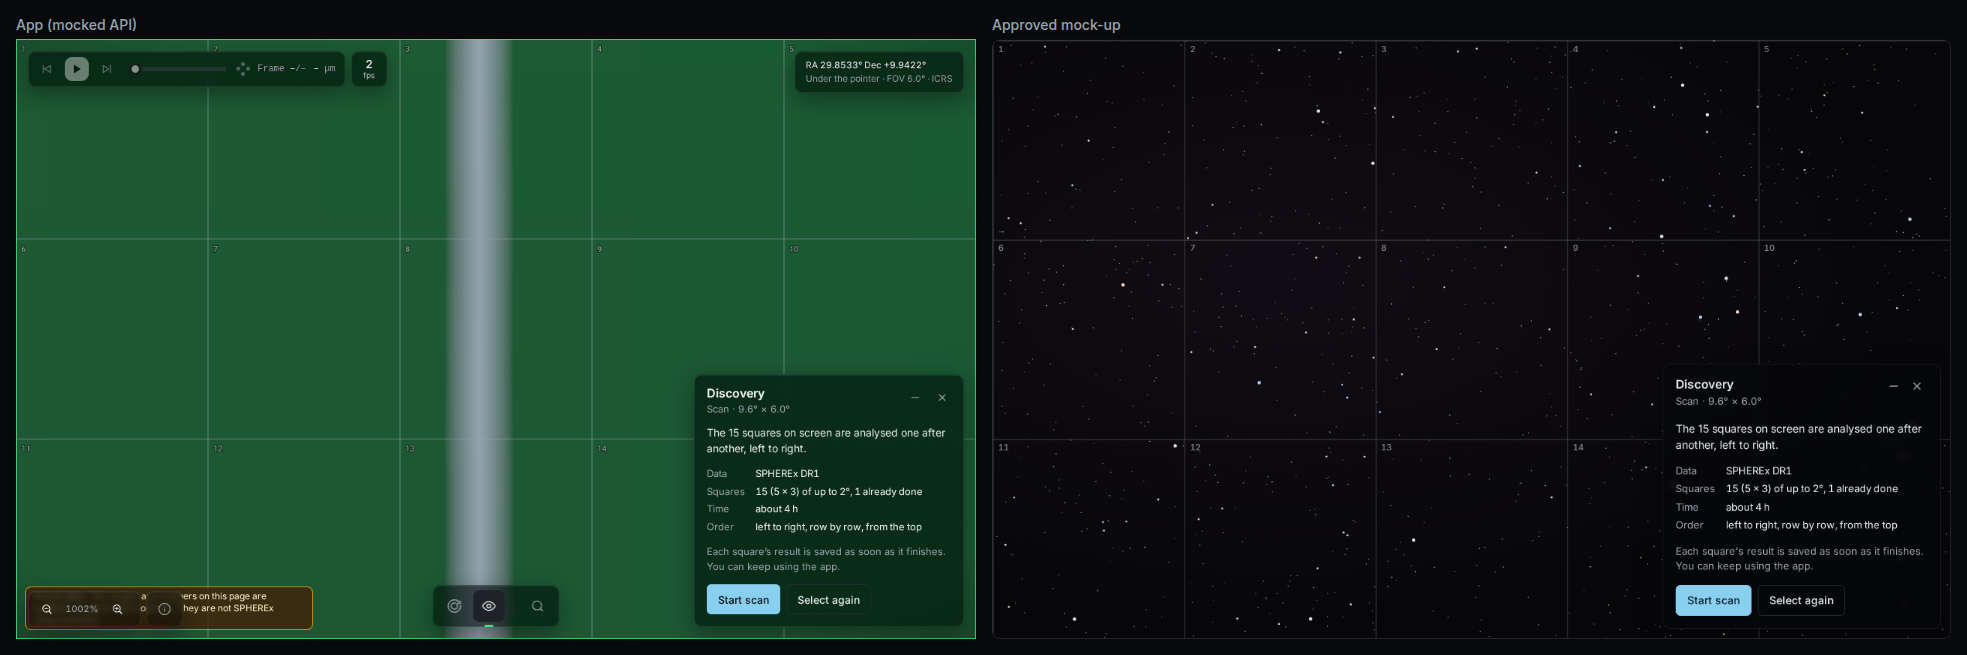 App (mocked API)
1
2
3
4
5
Frame –/– – µm
2
fps
RA 29.8533° Dec +9.9422°
Under the pointer · FOV 6.0° · ICRS
6
7
8
9
10
11
12
13
14
Discovery
Scan · 9.6° × 6.0°
The 15 squares on screen are analysed one after
another, left to right.
Data SPHEREx DR1
Squares 15 (5 × 3) of up to 2°, 1 already done
Time about 4 h
Order left to right, row by row, from the top
Each square's result is saved as soon as it finishes.
You can keep using the app.
Start scan
Select again
on this page are
they are not SPHEREx
1002%
Approved mock-up
1
2
3
4
5
6
7
8
9
10
11
12
13
14
Discovery
Scan · 9.6° × 6.0°
The 15 squares on screen are analysed one after
another, left to right.
Data SPHEREx DR1
Squares 15 (5 × 3) of up to 2°, 1 already done
Time about 4 h
Order left to right, row by row, from the top
Each square's result is saved as soon as it finishes.
You can keep using the app.
Start scan
Select again